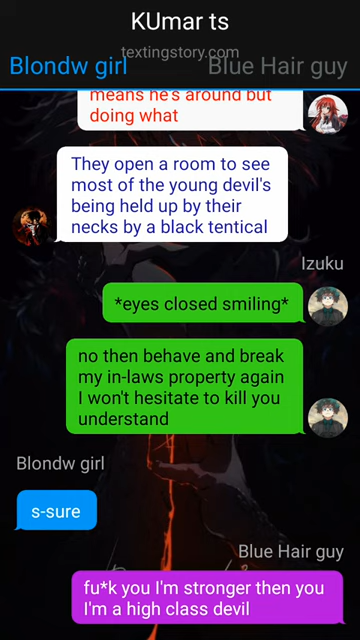 KUmar ts
textingstory.com
Blondw girl
Blue Hair guy
means he's around but
doing what
They open a room to see
most of the young devil's
being held up by their
necks by a black tentical
Izuku
*eyes closed smiling*
no then behave and break
my in-laws property again
I won't hesitate to kill you
understand
Blondw girl
s-sure
Blue Hair guy
fu*k you I'm stronger then you
I'm a high class devil